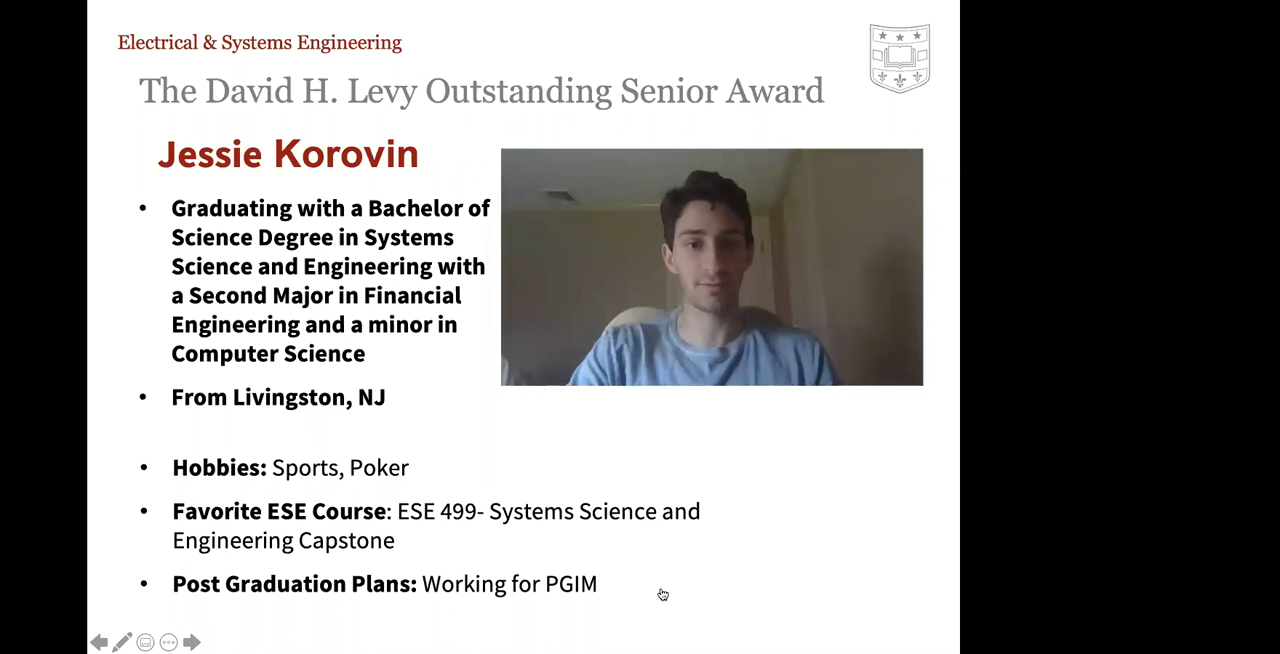 Electrical & Systems Engineering
The David H. Levy Outstanding Senior Award
Jessie Korovin
• Graduating with a Bachelor of
Science Degree in Systems
Science and Engineering with
a Second Major in Financial
Engineering and a minor in
Computer Science
• From Livingston, NJ
• Hobbies: Sports, Poker
• Favorite ESE Course: ESE 499- Systems Science and
Engineering Capstone
• Post Graduation Plans: Working for PGIM